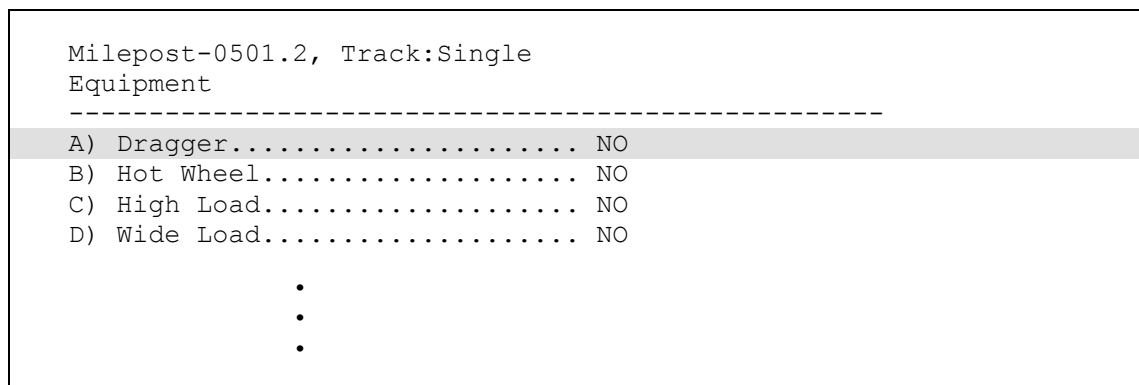 Milepost-0501.2, Track:Single
Equipment
---------------------------------------------------
A) Dragger...................... NO
B) Hot Wheel.................... NO
C) High Load.................... NO
D) Wide Load.................... NO
•
•
•